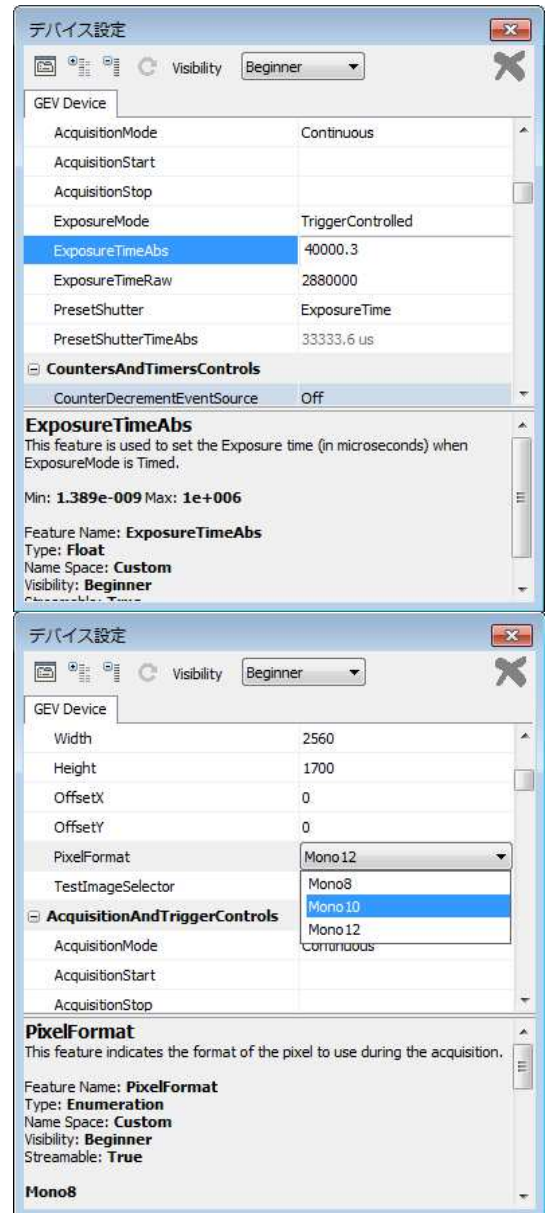 デバイス設定
Visibility Beginner
GEV Device
AcquisitionMode Continuous
AcquisitionStart
AcquisitionStop
ExposureMode TriggerControlled
ExposureTimeAbs 40000.3
ExposureTimeRaw 2880000
PresetShutter ExposureTime
PresetShutterTimeAbs 33333.6 us
CountersAndTimersControls
CounterDecrementEventSource Off
ExposureTimeAbs
This feature is used to set the Exposure time (in microseconds) when
ExposureMode is Timed.
Min: 1.389e-009 Max: 1e+006
Feature Name: ExposureTimeAbs
Type: Float
Name Space: Custom
Visibility: Beginner
Streamable: True
デバイス設定
Visibility Beginner
GEV Device
Width 2560
Height 1700
OffsetX 0
OffsetY 0
PixelFormat Mono12
TestImageSelector Mono8
Mono10
AcquisitionAndTriggerControls
Mono12
AcquisitionMode Continuous
AcquisitionStart
AcquisitionStop
PixelFormat
This feature indicates the format of the pixel to use during the acquisition.
Feature Name: PixelFormat
Type: Enumeration
Name Space: Custom
Visibility: Beginner
Streamable: True
Mono8